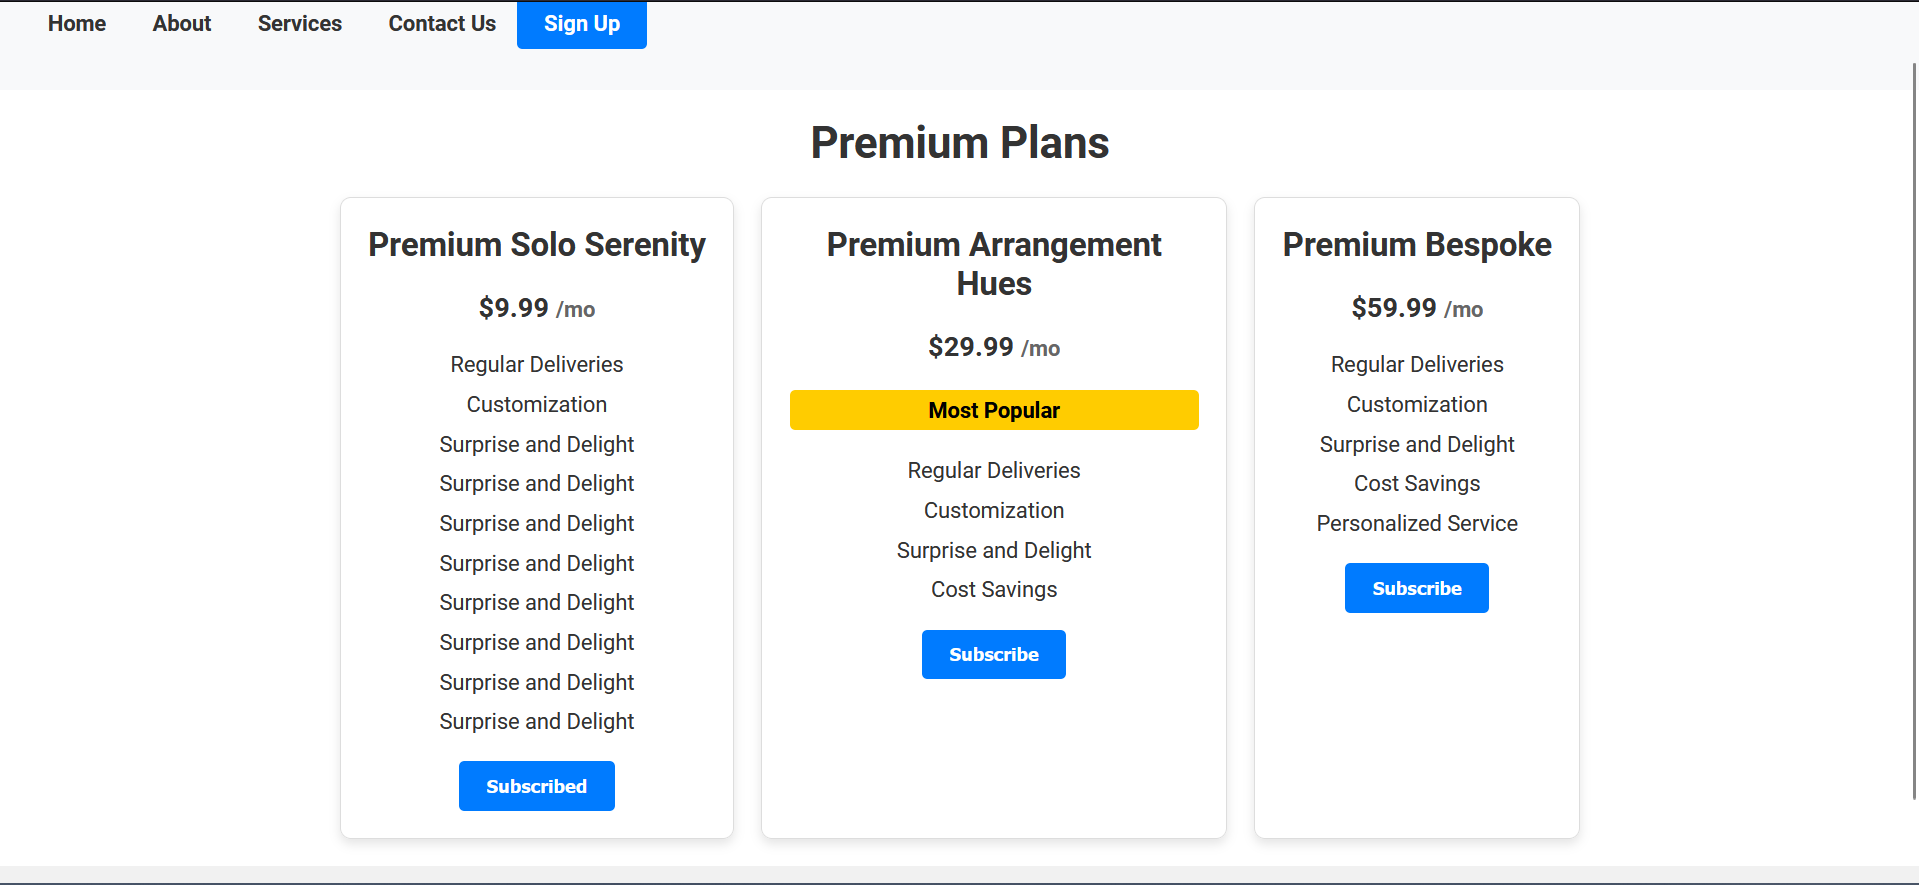 Home About Services Contact Us Sign Up
Premium Plans
Premium Solo Serenity
$9.99 /mo
Regular Deliveries
Customization
Surprise and Delight
Surprise and Delight
Surprise and Delight
Surprise and Delight
Surprise and Delight
Surprise and Delight
Surprise and Delight
Surprise and Delight
Subscribed
Premium Arrangement
Hues
$29.99 /mo
Most Popular
Regular Deliveries
Customization
Surprise and Delight
Cost Savings
Subscribe
Premium Bespoke
$59.99 /mo
Regular Deliveries
Customization
Surprise and Delight
Cost Savings
Personalized Service
Subscribe